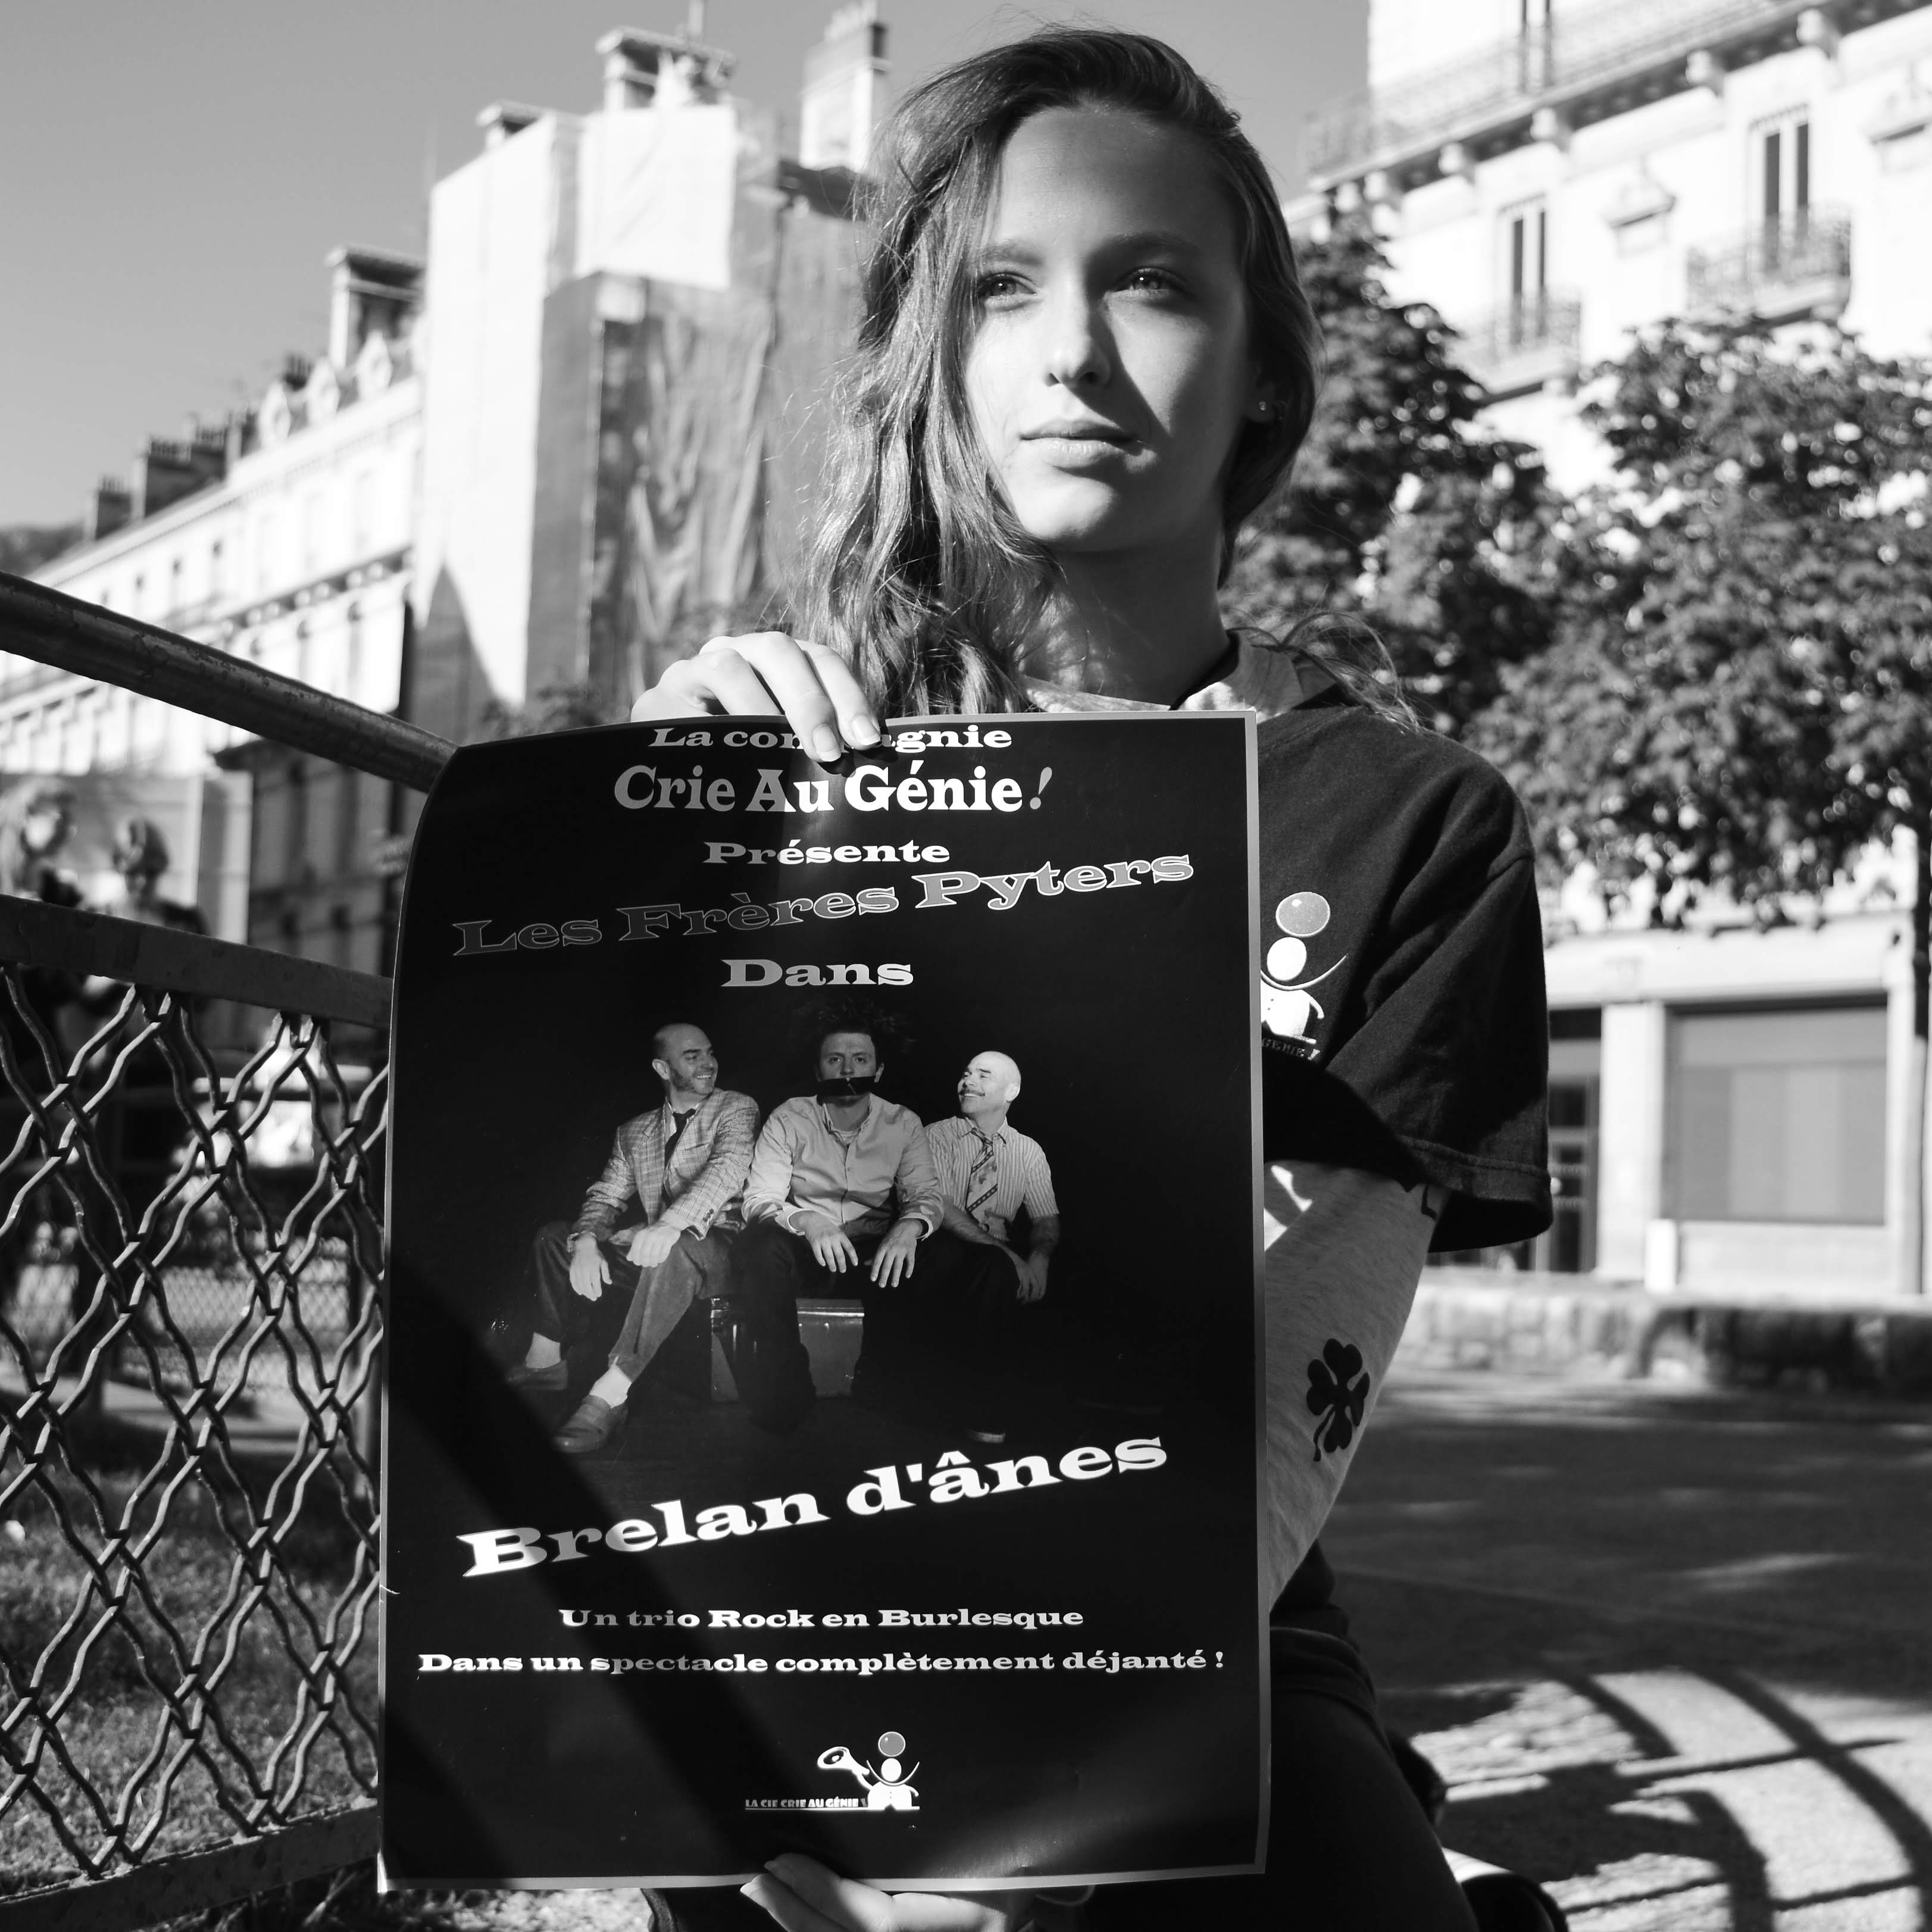 La
Crie Au Génie!
Présente
Les Frères Pyters
Dans
Brelan d'ânes
Un trio Rock en Burlesque
Dans un spectacle complètement déjanté !
LA CIE CRIE AU GÉNIE !
GÉNIE !